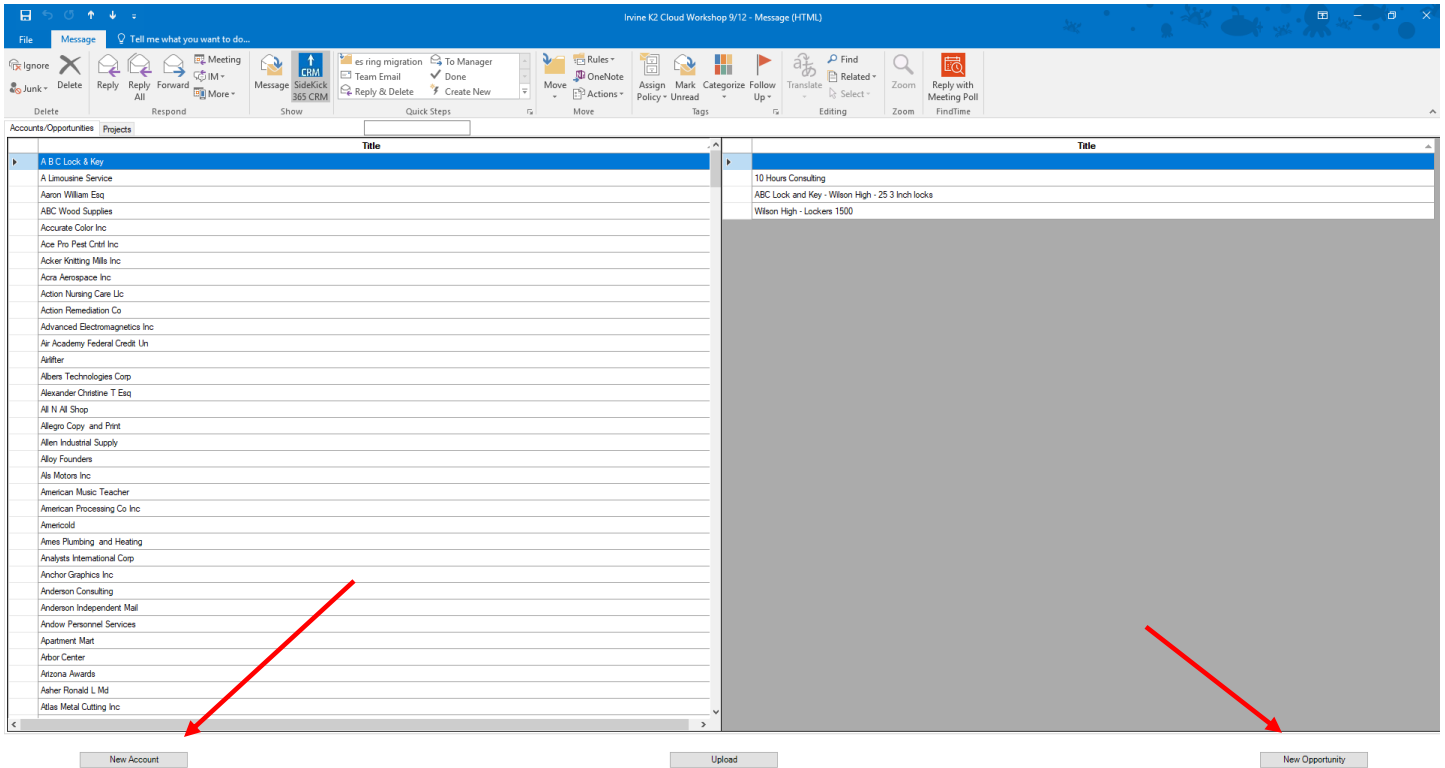 Irvine K2 Cloud Workshop 9/12 - Message (HTML)
File Message Tell me what you want to do...
Ignore
Junk
Delete
Delete
Reply
Reply All
Forward
Meeting
IM
More
Respond
Message
CRM
SideKick 365 CRM
Show
es ring migration
Team Email
Reply & Delete
To Manager
Done
Create New
Quick Steps
Move
Rules
OneNote
Actions
Move
Assign Policy
Mark Unread
Categorize
Follow Up
Tags
Translate
Find
Related
Select
Editing
Zoom
Zoom
Reply with Meeting Poll
FindTime
Accounts/Opportunities Projects
Title
A B C Lock & Key
A Limousine Service
Aaron William Esq
ABC Wood Supplies
Accurate Color Inc
Ace Pro Pest Cntrl Inc
Acker Knitting Mills Inc
Acra Aerospace Inc
Action Nursing Care Llc
Action Remediation Co
Advanced Electromagnetics Inc
Air Academy Federal Credit Un
Airlifter
Albers Technologies Corp
Alexander Christine T Esq
All N All Shop
Allegro Copy and Print
Allen Industrial Supply
Alloy Founders
Als Motors Inc
American Music Teacher
American Processing Co Inc
Americold
Ames Plumbing and Heating
Analysts International Corp
Anchor Graphics Inc
Anderson Consulting
Anderson Independent Mail
Andow Personnel Services
Apartment Mart
Arbor Center
Arizona Awards
Asher Ronald L Md
Atlas Metal Cutting Inc
Title
10 Hours Consulting
ABC Lock and Key - Wilson High - 25 3 Inch locks
Wilson High - Lockers 1500
New Account
Upload
New Opportunity